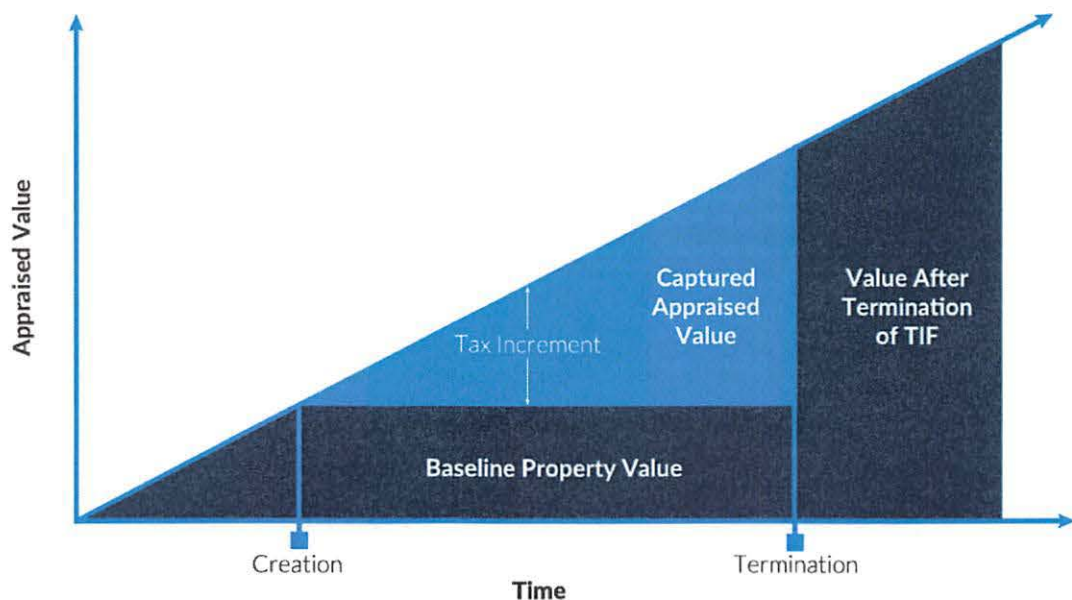 Appraised Value
Captured
Appraised
Value
Value After
Termination
of TIF
Tax Increment
Baseline Property Value
Creation
Termination
Time